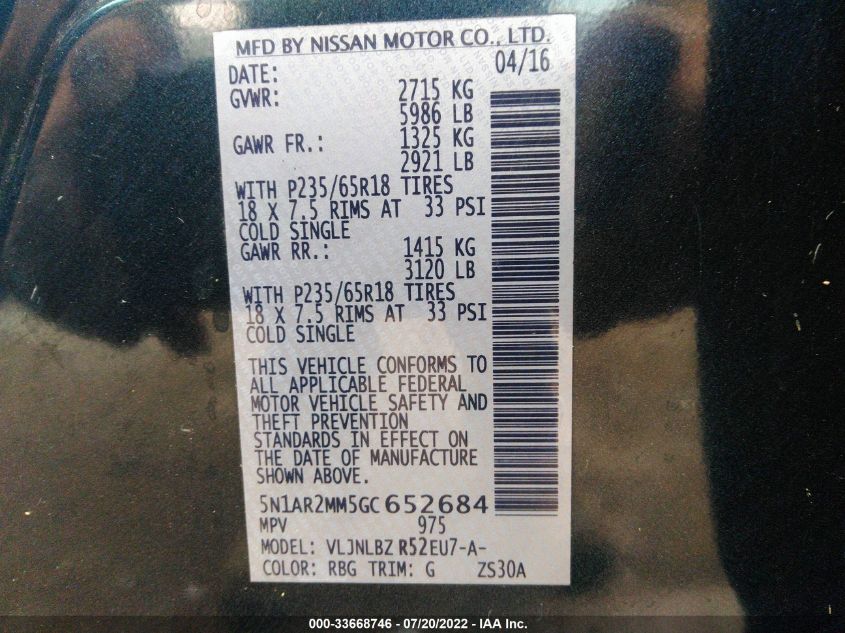 MFD BY NISSAN MOTOR CO., LTD.
DATE: 04/16
GVWR: 2715 KG
5986 LB
GAWR FR.: 1325 KG
2921 LB
WITH P235/65R18 TIRES
18 X 7.5 RIMS AT 33 PSI
COLD SINGLE
GAWR RR.: 1415 KG
3120 LB
WITH P235/65R18 TIRES
18 X 7.5 RIMS AT 33 PSI
COLD SINGLE
THIS VEHICLE CONFORMS TO
ALL APPLICABLE FEDERAL
MOTOR VEHICLE SAFETY AND
THEFT PREVENTION
STANDARDS IN EFFECT ON
THE DATE OF MANUFACTURE
SHOWN ABOVE.
5N1AR2MM5GC652684
MPV 975
MODEL: VLJNLBZ R52EU7-A-
COLOR: RBG TRIM: G ZS30A
000-33668746 - 07/20/2022 - IAA Inc.